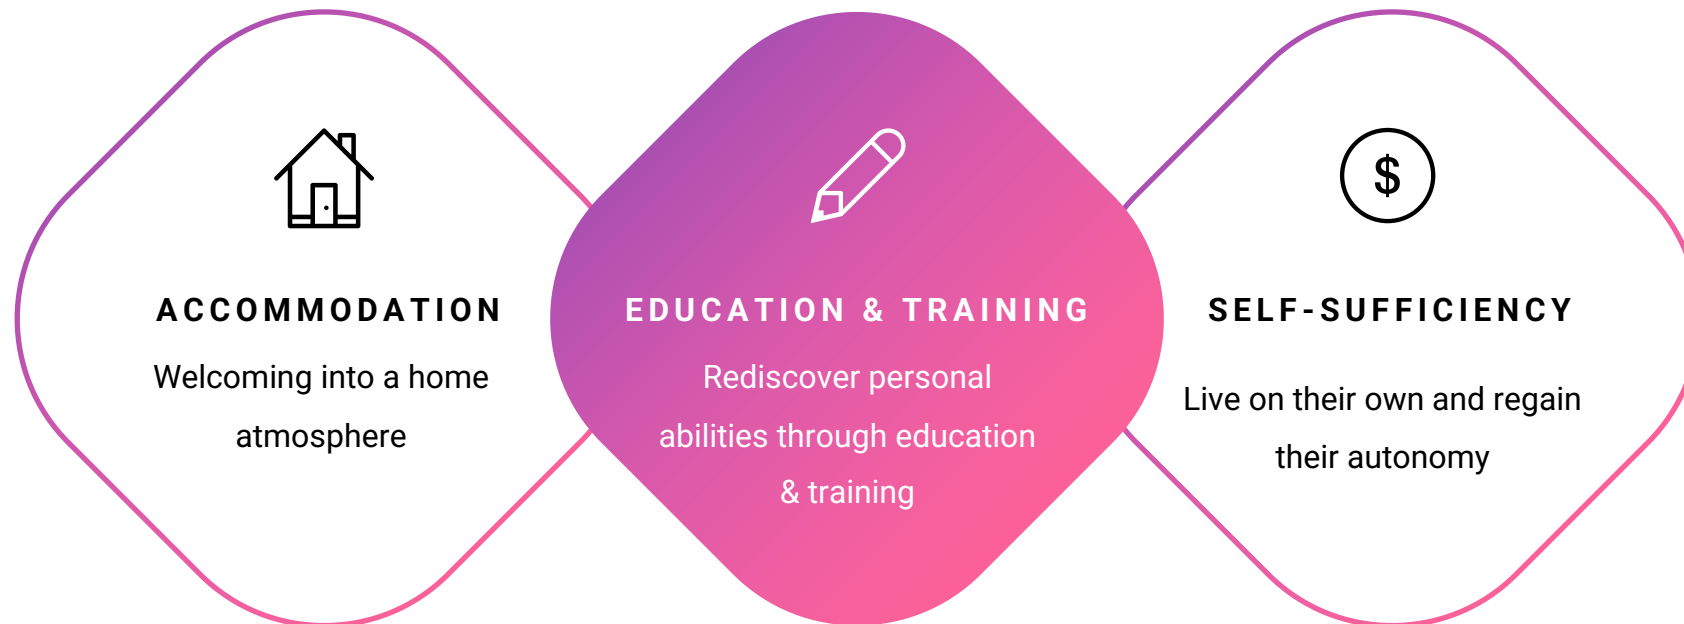 $
ACCOMMODATION
Welcoming into a home
atmosphere
EDUCATION & TRAINING
Rediscover personal
abilities through education
& training
SELF-SUFFICIENCY
Live on their own and regain
their autonomy